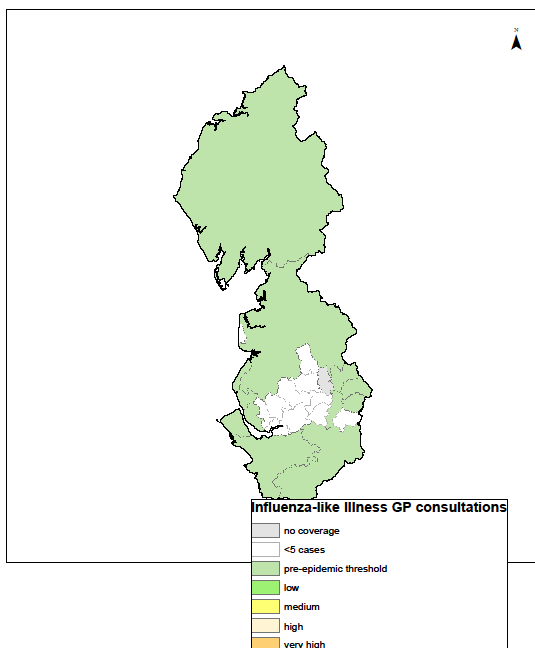 N
Influenza-like Illness GP consultations
no coverage
<5 cases
pre-epidemic threshold
low
medium
high
very high